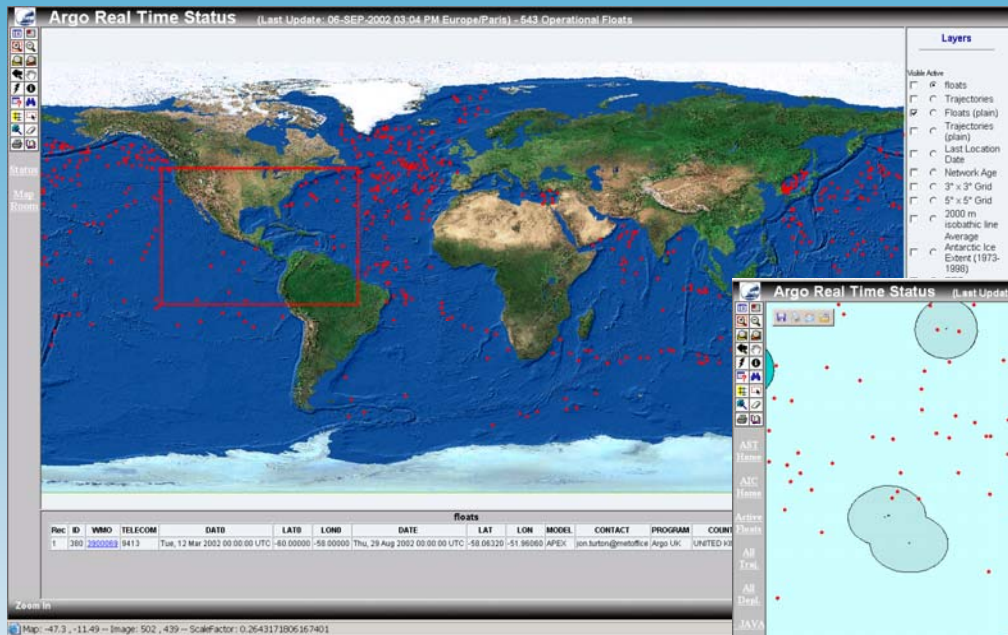 Argo Real Time Status (Last Update: 06-SEP-2002 03:04 PM Europe/Paris) - 543 Operational Floats
Layers
Visible Active
floats
Trajectories
Floats (plain)
Trajectories
(plain)
Last Location
Date
Network Age
3° x 3° Grid
5° x 5° Grid
2000 m
isobathic line
Average
Antarctic Ice
Extent (1973-
1998)
Status
Map
Room
floats
Rec ID WMO TELECOM DAT0 LAT0 LON0 DATE LAT LON MODEL CONTACT PROGRAM COUNT
1 380 3900069 9413 Tue, 12 Mar 2002 00:00:00 UTC -60.00000 -58.00000 Thu, 29 Aug 2002 00:00:00 UTC -58.06320 -51.96060 APEX jon.turton@metoffice Argo UK UNITED KI
Zoom In
Map: -47.3 , -11.49 -- Image: 502 , 439 -- ScaleFactor: 0.2643171806167401
Argo Real Time Status (Last Updat
AST
Home
AIC
Home
Active
Floats
All
Traj.
All
Depl.
JAVA